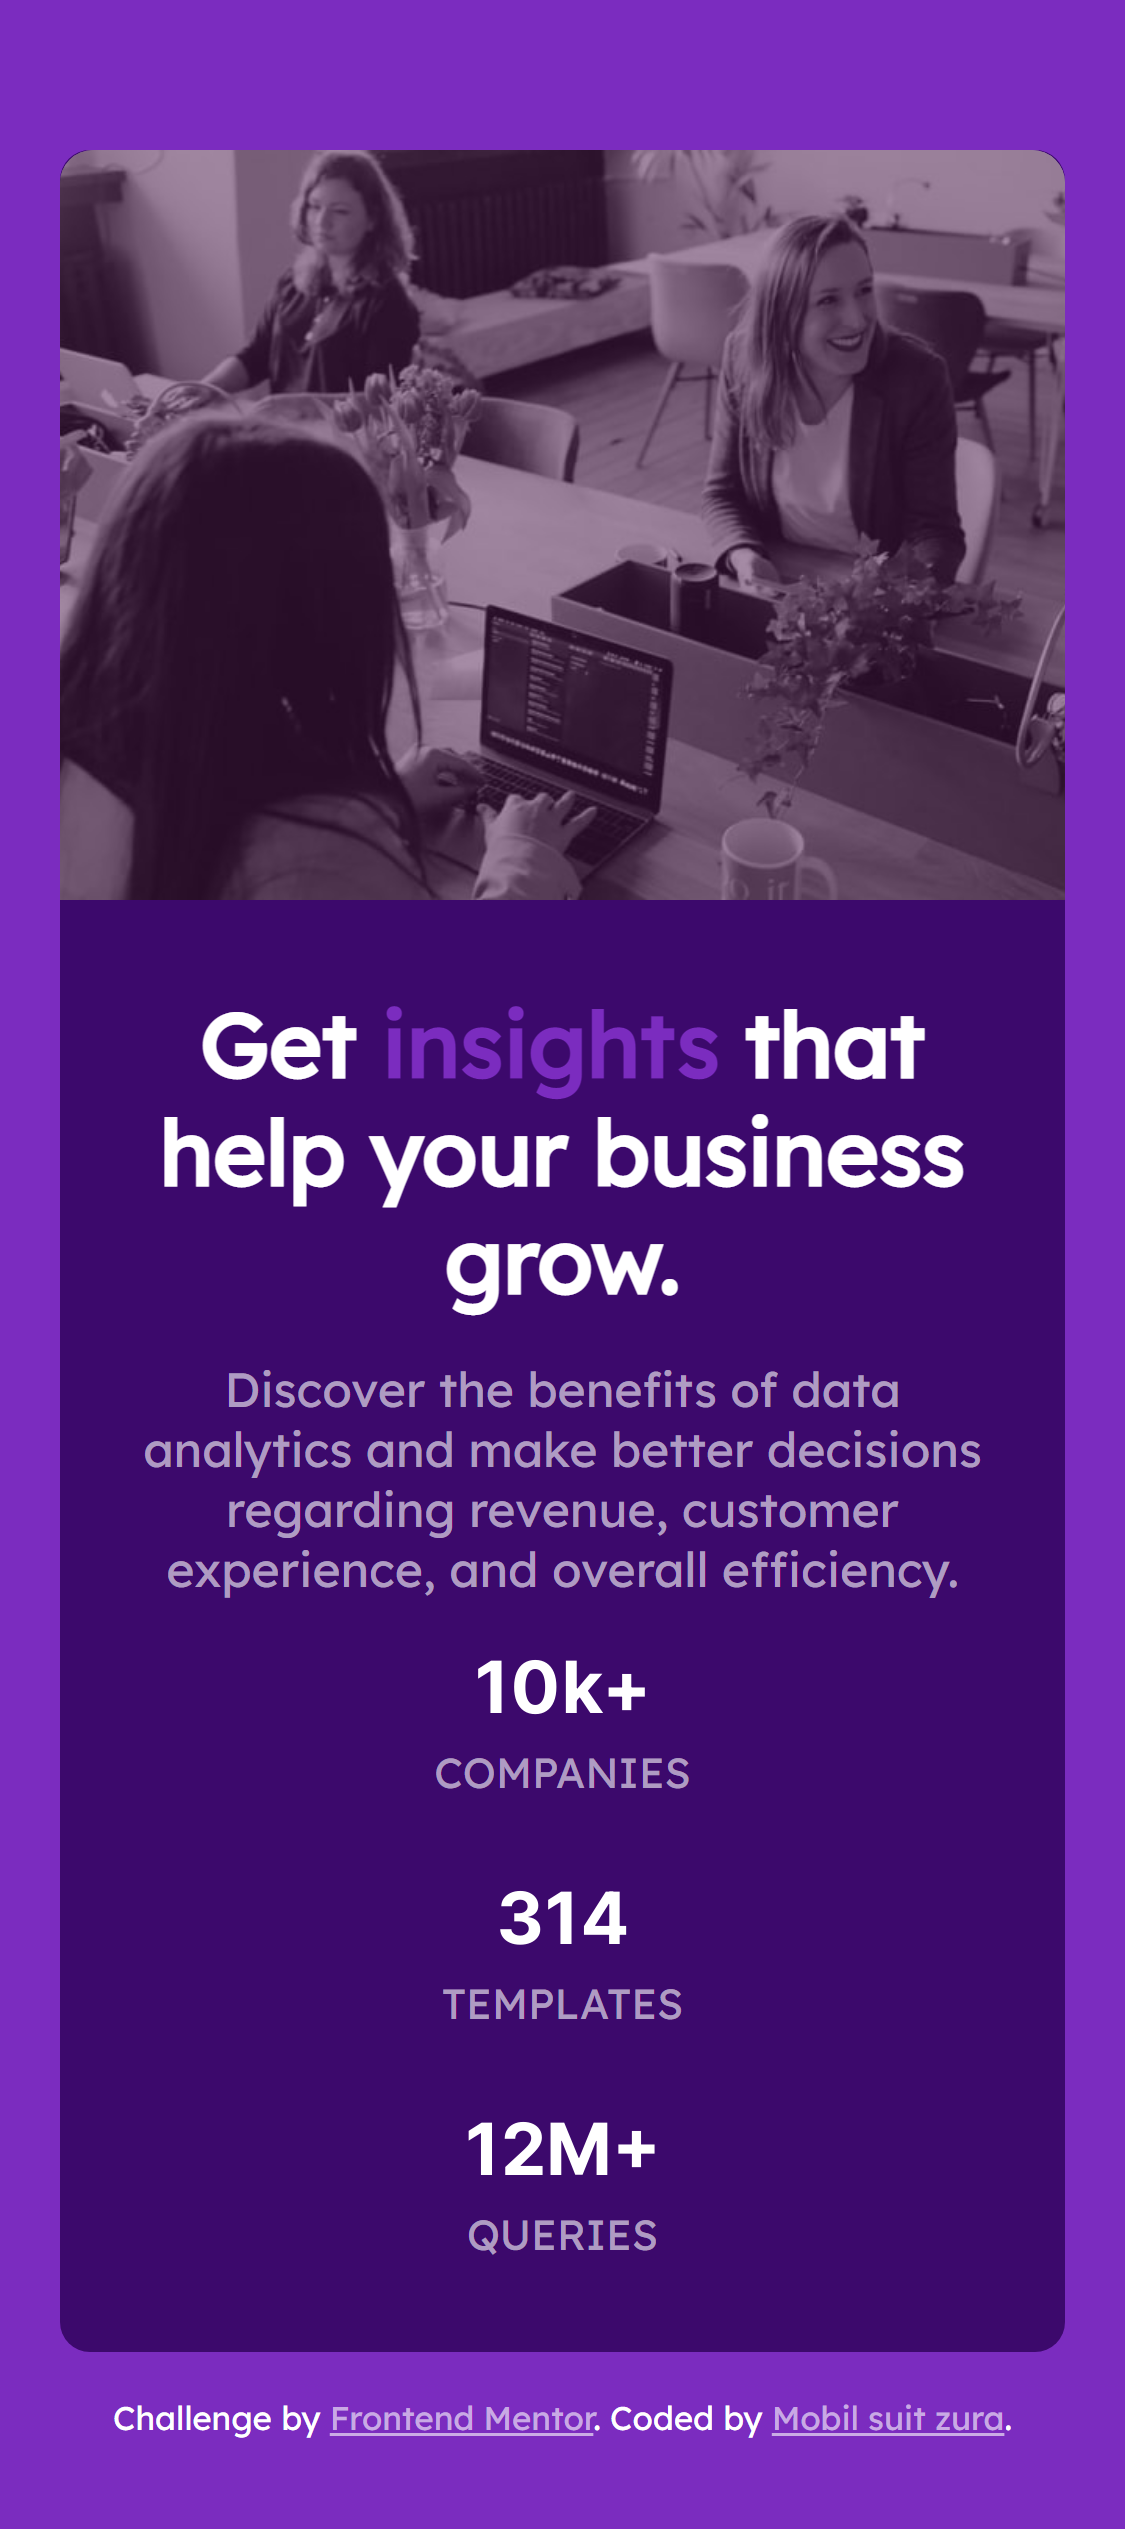 Get insights that
help your business
grow.
Discover the benefits of data
analytics and make better decisions
regarding revenue, customer
experience, and overall efficiency.
10k+
COMPANIES
314
TEMPLATES
12M+
QUERIES
Challenge by Frontend Mentor. Coded by Mobil suit zura.